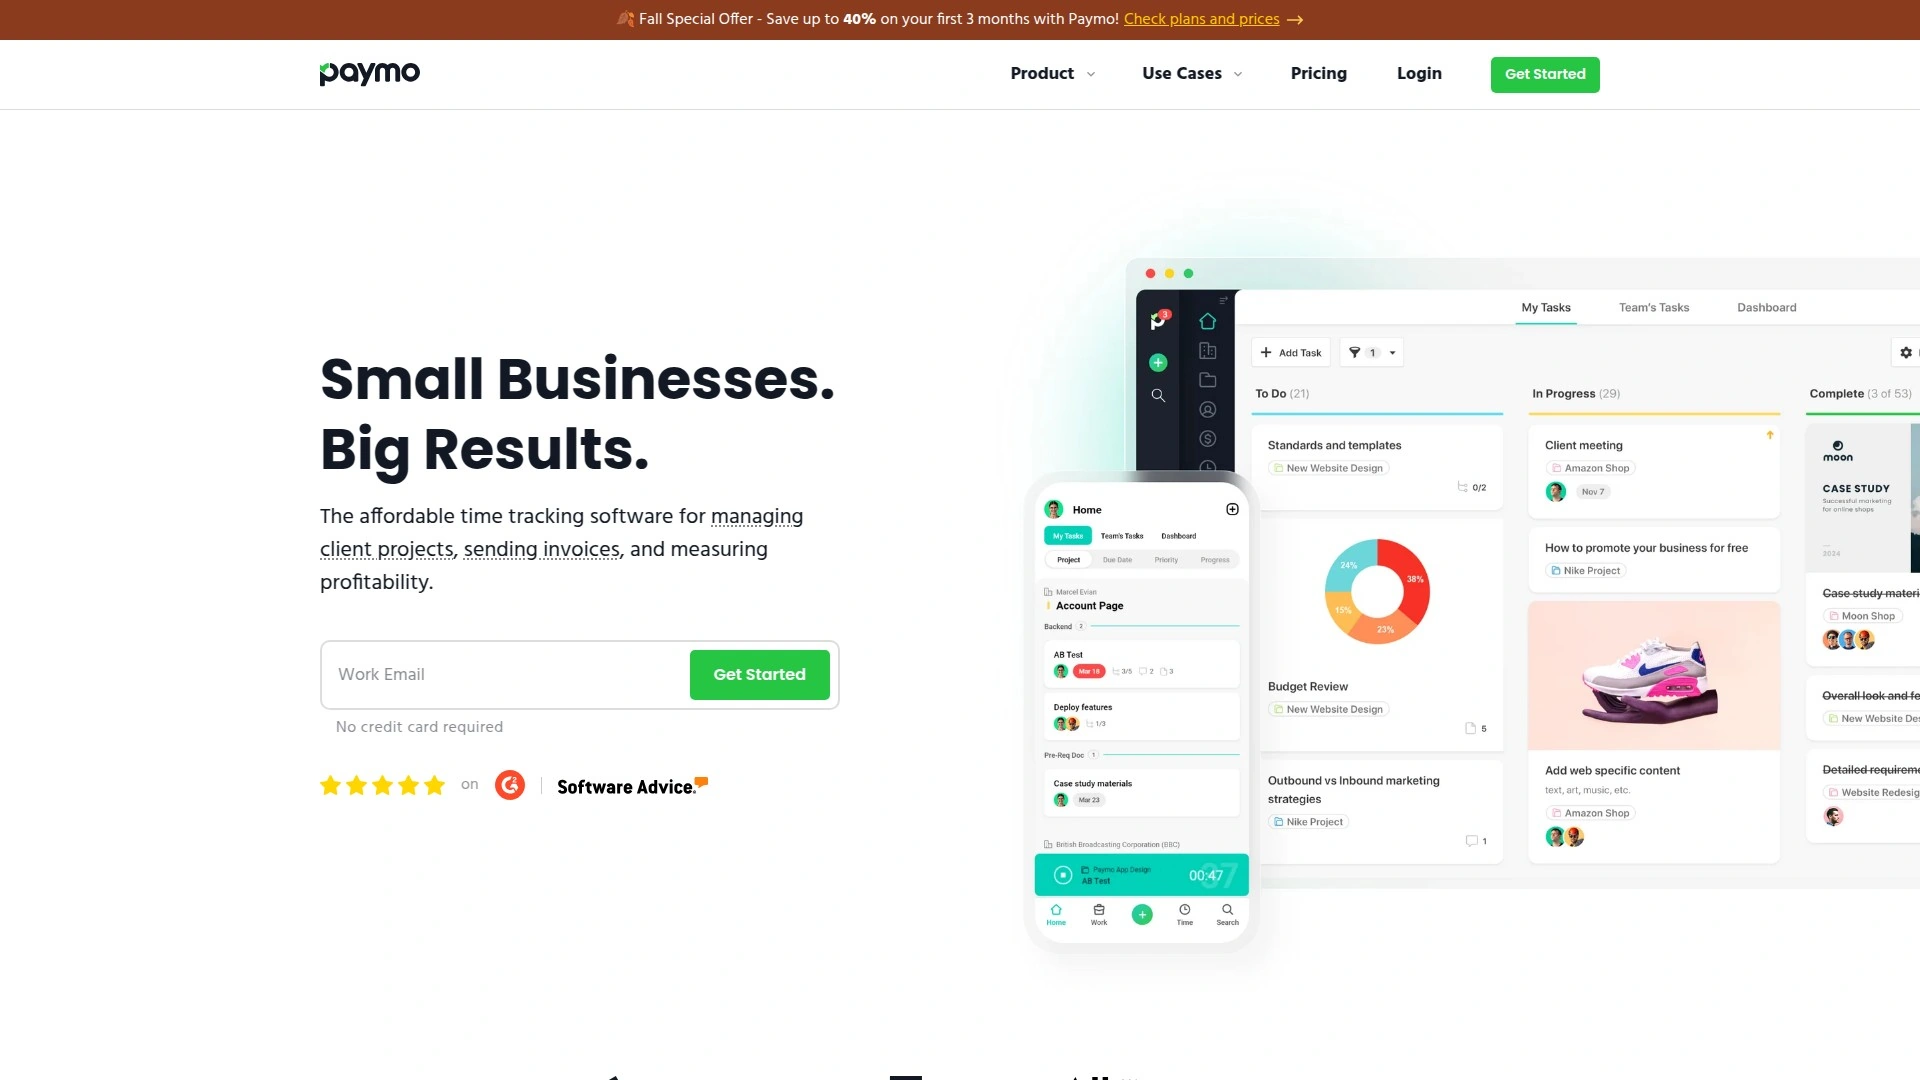 🍂 Fall Special Offer - Save up to 40% on your first 3 months with Paymo! Check plans and prices →
paymo
Product
Use Cases
Pricing
Login
Get Started
Small Businesses.
Big Results.
The affordable time tracking software for managing
client projects, sending invoices, and measuring
profitability.
Work Email
Get Started
No credit card required
on
Software Advice.
3
My Tasks
Team's Tasks
Dashboard
+ Add Task
1
To Do (21)
In Progress (29)
Complete (3 of 53)
Standards and templates
New Website Design
0/2
24%
38%
15%
23%
Budget Review
New Website Design
5
Outbound vs Inbound marketing
strategies
Nike Project
1
Client meeting
Amazon Shop
Nov 7
How to promote your business for free
Nike Project
Add web specific content
text, art, music, etc.
Amazon Shop
moon
CASE STUDY
Successful marketing
for online shops
2024
Case study materi
Moon Shop
Overall look and fe
New Website Des
Detailed requireme
Website Redesig
Home
My Tasks
Team's Tasks
Dashboard
Project
Due Date
Priority
Progress
Marcel Evian
Account Page
Backend 2
AB Test
Mar 18
3/5
2
3
Deploy features
1/3
Pre-Req Doc 1
Case study materials
Mar 23
British Broadcasting Corporation (BBC)
Paymo App Design
AB Test
00:47
Home
Work
Time
Search